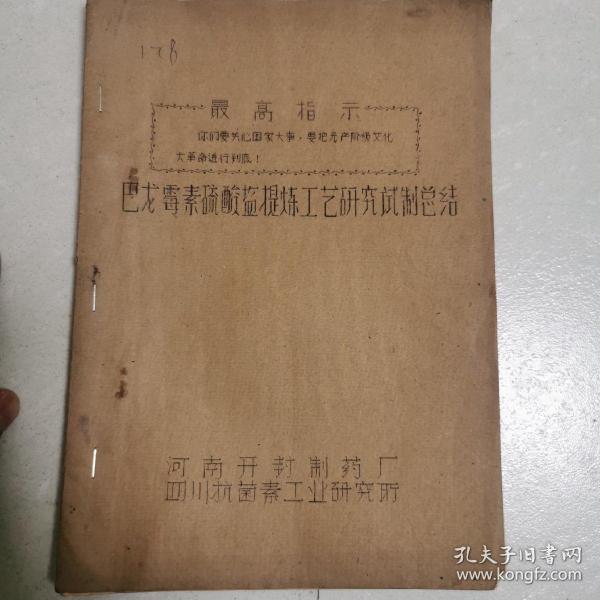 178
最高指示
你们要关心国家大事，要把无产阶级文化
大革命进行到底！
巴龙霉素硫酸盐提炼工艺研究试制总结
河南开封制药厂
四川抗菌素工业研究所
孔夫子旧书网
www.kongfz.com